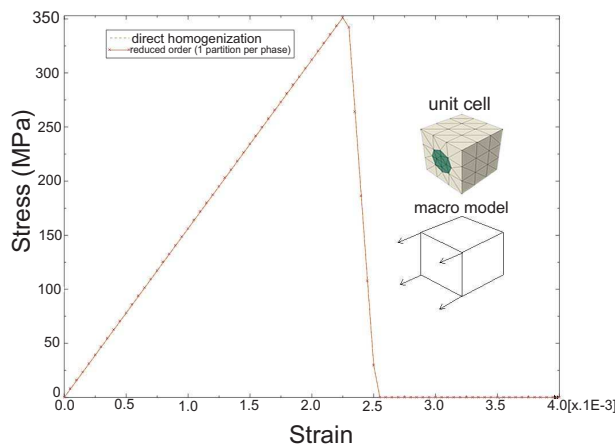 350
300
250
200
150
100
50
0
Stress (MPa)
direct homogenization
reduced order (1 partition per phase)
unit cell
macro model
0.0 0.5 1.0 1.5 2.0 2.5 3.0 3.5 4.0[x.1E-3]
Strain